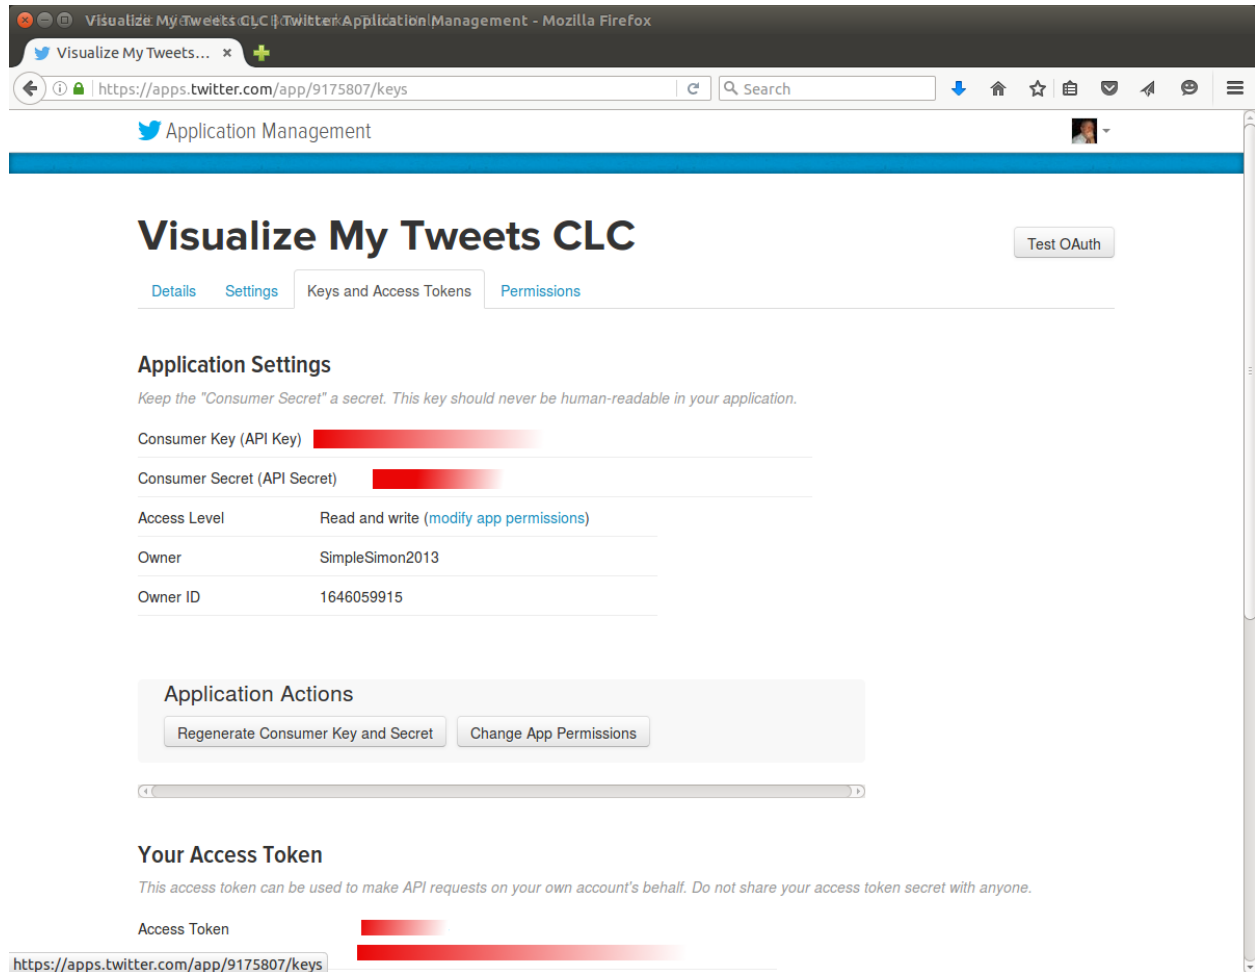 Visualize My Tweets CLC | Twitter Application Management - Mozilla Firefox
Visualize My Tweets... ×
https://apps.twitter.com/app/9175807/keys
Search
Application Management
Visualize My Tweets CLC
Test OAuth
Details Settings Keys and Access Tokens Permissions
Application Settings
Keep the "Consumer Secret" a secret. This key should never be human-readable in your application.
Consumer Key (API Key)
Consumer Secret (API Secret)
Access Level Read and write (modify app permissions)
Owner SimpleSimon2013
Owner ID 1646059915
Application Actions
Regenerate Consumer Key and Secret Change App Permissions
Your Access Token
This access token can be used to make API requests on your own account's behalf. Do not share your access token secret with anyone.
Access Token
https://apps.twitter.com/app/9175807/keys